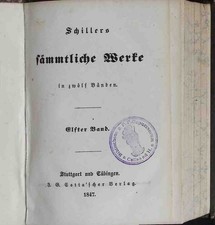 Schillers
sämmtliche Werke
in zwölf Bänden.
Elfter Band.
Stuttgart und Tübingen.
J. G. Cotta'scher Verlag.
1847.